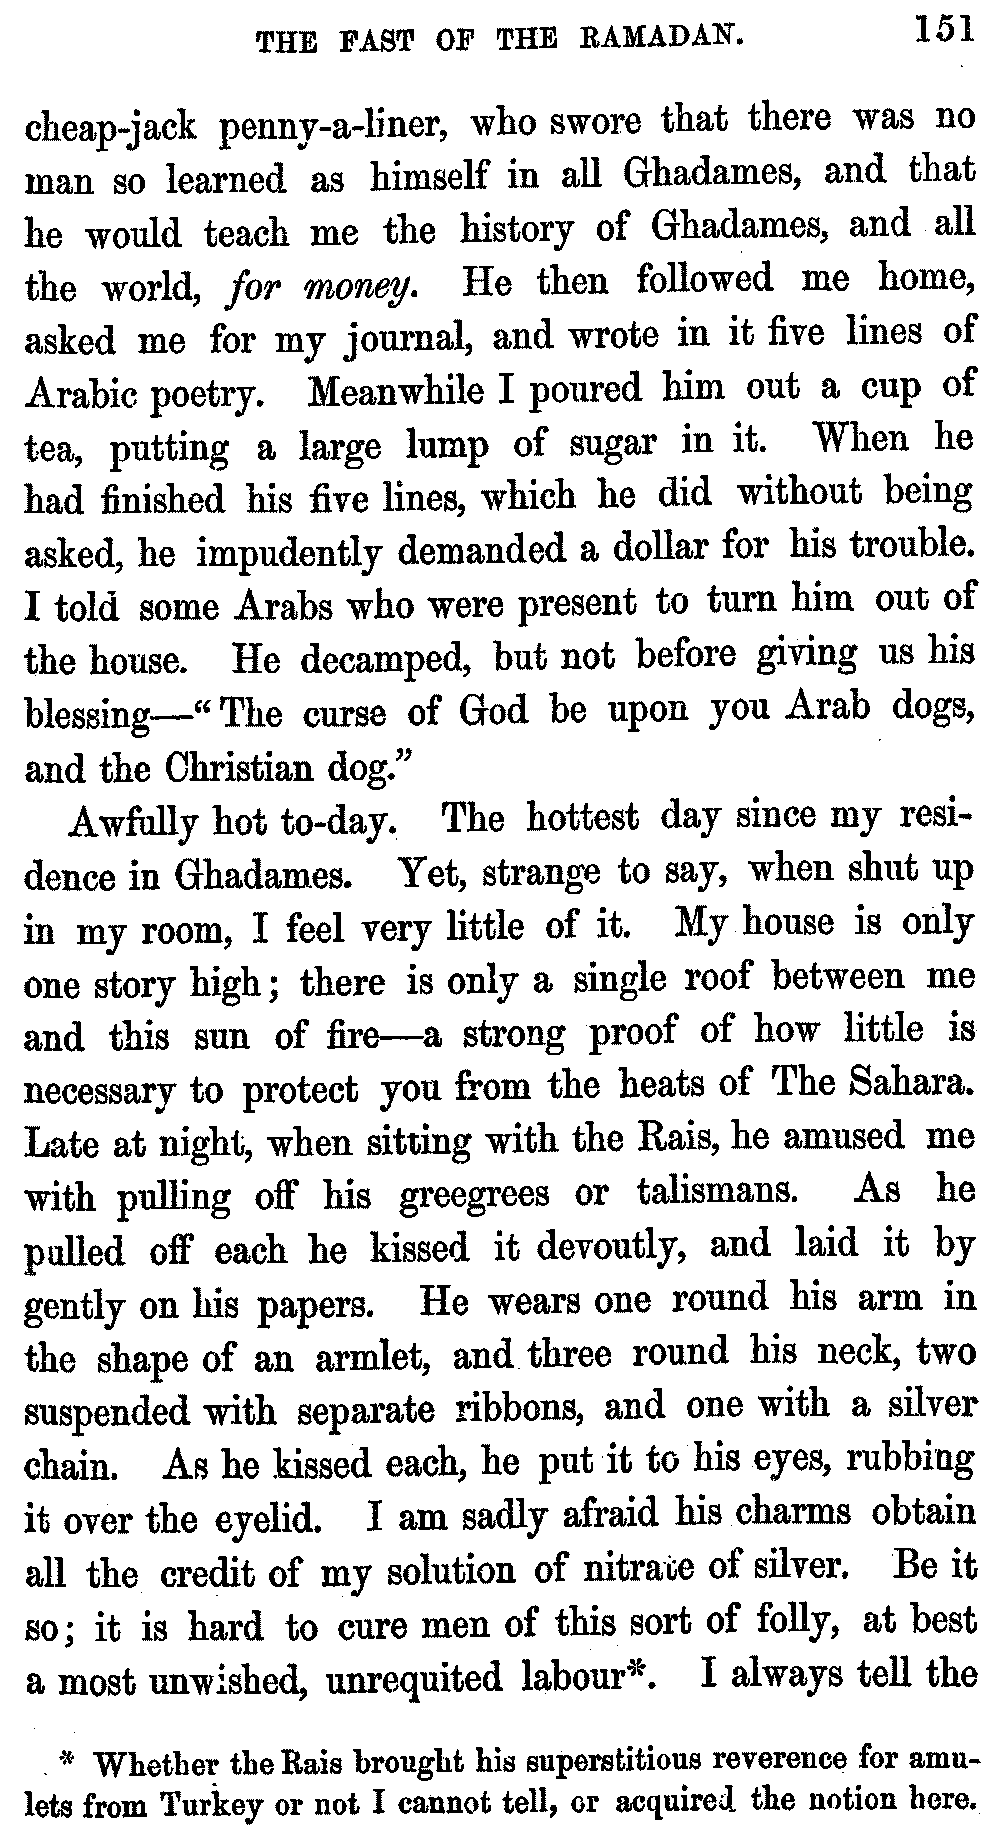 THE FAST OF THE RAMADAN. 151
cheap-jack penny-a-liner, who swore that there was no
man so learned as himself in all Ghadames, and that
he would teach me the history of Ghadames, and all
the world, for money. He then followed me home,
asked me for my journal, and wrote in it five lines of
Arabic poetry. Meanwhile I poured him out a cup of
tea, putting a large lump of sugar in it. When he
had finished his five lines, which he did without being
asked, he impudently demanded a dollar for his trouble.
I told some Arabs who were present to turn him out of
the house. He decamped, but not before giving us his
blessing—“The curse of God be upon you Arab dogs,
and the Christian dog.”
Awfully hot to-day. The hottest day since my resi-
dence in Ghadames. Yet, strange to say, when shut up
in my room, I feel very little of it. My house is only
one story high; there is only a single roof between me
and this sun of fire—a strong proof of how little is
necessary to protect you from the heats of The Sahara.
Late at night, when sitting with the Rais, he amused me
with pulling off his greegrees or talismans. As he
pulled off each he kissed it devoutly, and laid it by
gently on his papers. He wears one round his arm in
the shape of an armlet, and three round his neck, two
suspended with separate ribbons, and one with a silver
chain. As he kissed each, he put it to his eyes, rubbing
it over the eyelid. I am sadly afraid his charms obtain
all the credit of my solution of nitrate of silver. Be it
so; it is hard to cure men of this sort of folly, at best
a most unwished, unrequited labour*. I always tell the
* Whether the Rais brought his superstitious reverence for amu-
lets from Turkey or not I cannot tell, or acquired the notion here.